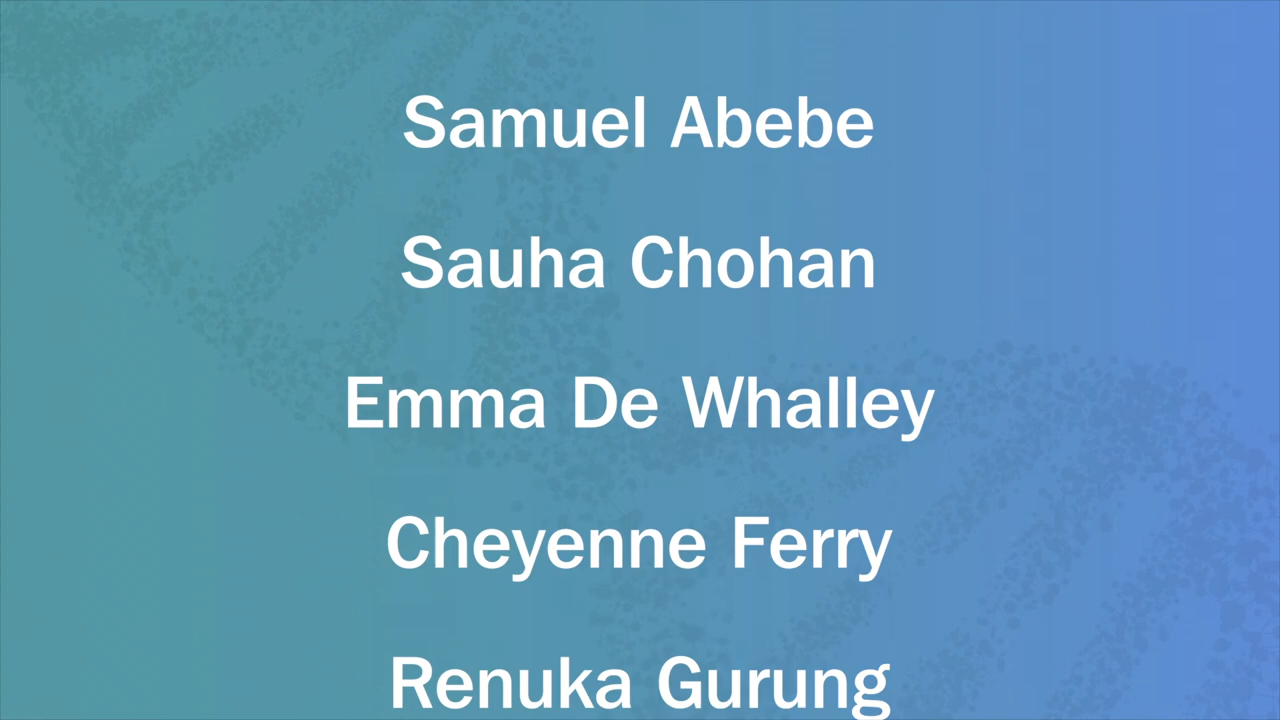 Samuel Abebe
Sauha Chohan
Emma De Whalley
Cheyenne Ferry
Renuka Gurung